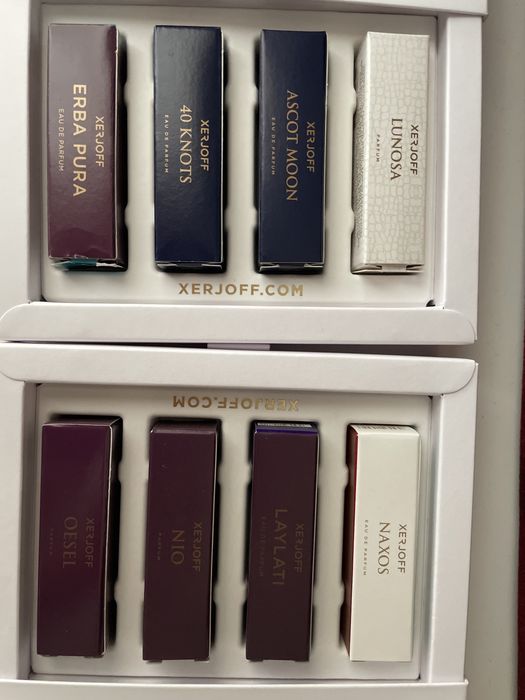 XERJOFF
ERBA PURA
EAU DE PARFUM
XERJOFF
40 KNOTS
EAU DE PARFUM
XERJOFF
ASCOT MOON
EAU DE PARFUM
XERJOFF
LUNOSA
PARFUM
XERJOFF.COM
XERJOFF.COM
XERJOFF
OESEL
PARFUM
XERJOFF
NIO
PARFUM
XERJOFF
LAYLATI
EAU DE PARFUM
XERJOFF
NAXOS
EAU DE PARFUM